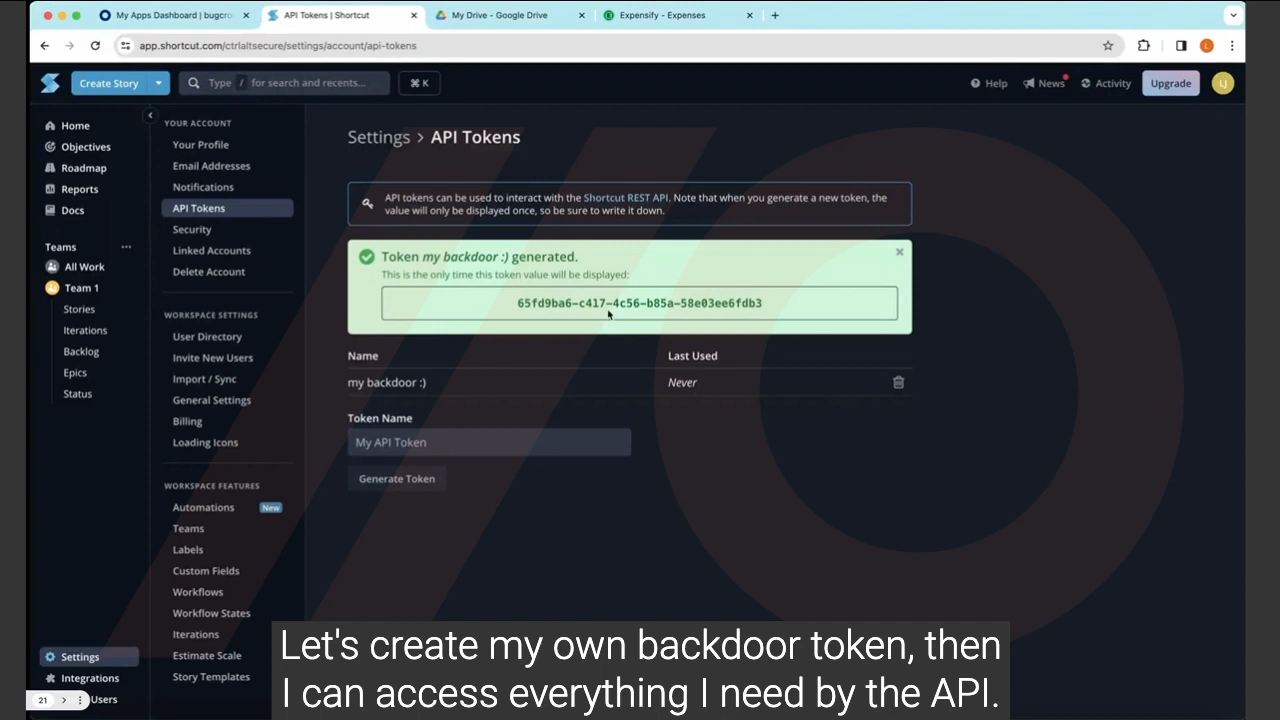 My Apps Dashboard | bugcro
API Tokens | Shortcut
My Drive - Google Drive
Expensify - Expenses
app.shortcut.com/ctrlaltsecure/settings/account/api-tokens
L
Create Story
Type / for search and recents...
⌘ K
Help
News
Activity
Upgrade
LJ
Home
Objectives
Roadmap
Reports
Docs
Teams
All Work
Team 1
Stories
Iterations
Backlog
Epics
Status
Settings
Integrations
Users
21
YOUR ACCOUNT
Your Profile
Email Addresses
Notifications
API Tokens
Security
Linked Accounts
Delete Account
WORKSPACE SETTINGS
User Directory
Invite New Users
Import / Sync
General Settings
Billing
Loading Icons
WORKSPACE FEATURES
Automations New
Teams
Labels
Custom Fields
Workflows
Workflow States
Iterations
Estimate Scale
Story Templates
Settings > API Tokens
API tokens can be used to interact with the Shortcut REST API. Note that when you generate a new token, the
value will only be displayed once, so be sure to write it down.
Token my backdoor :) generated.
This is the only time this token value will be displayed:
65fd9ba6-c417-4c56-b85a-58e03ee6fdb3
Name Last Used
my backdoor :) Never
Token Name
My API Token
Generate Token
Let's create my own backdoor token, then
I can access everything I need by the API.